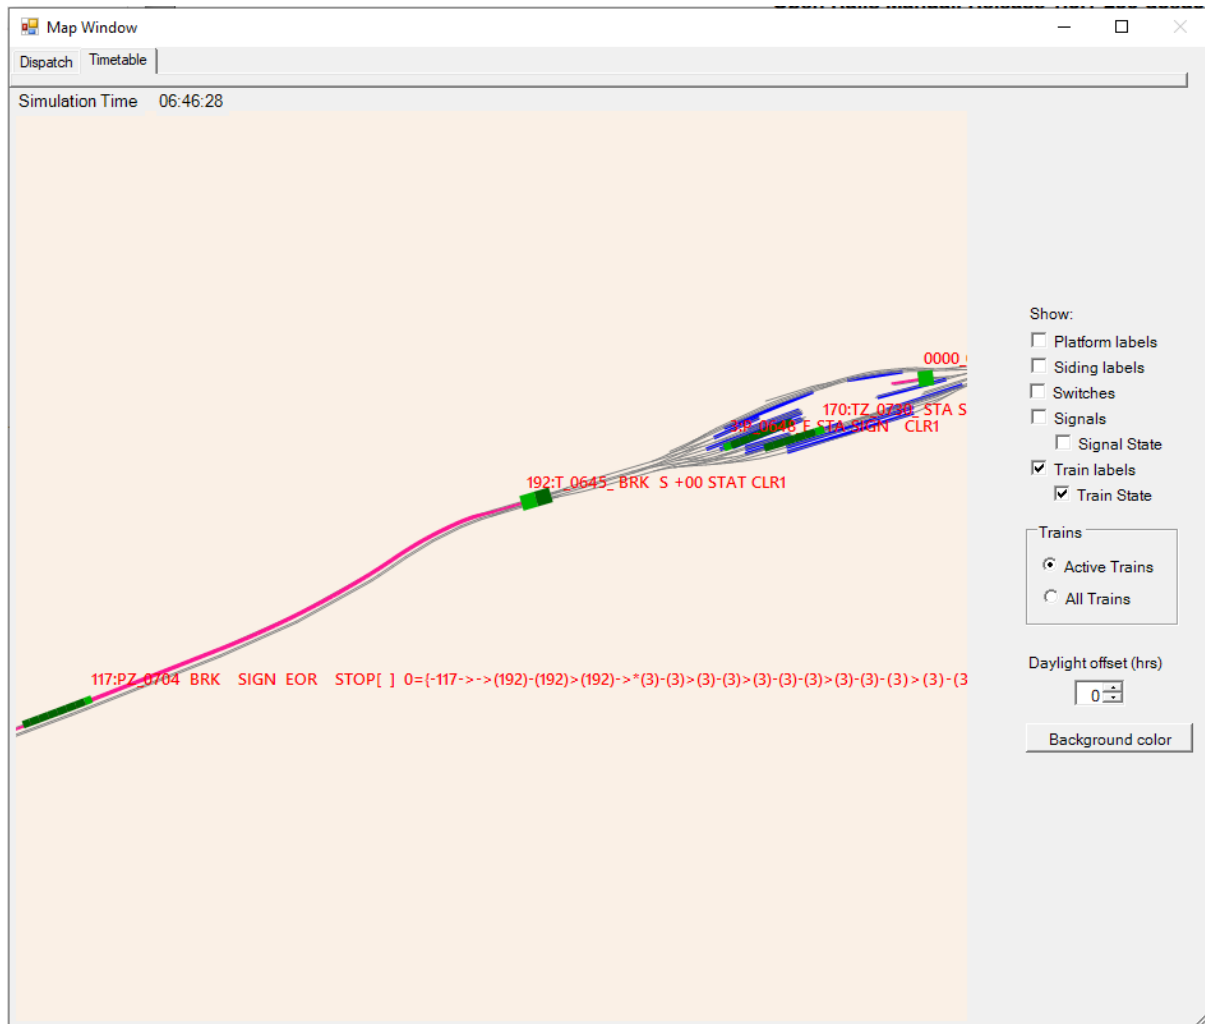 Map Window
Dispatch Timetable
Simulation Time 06:46:28
Show:
Platform labels
Siding labels
Switches
Signals
Signal State
Train labels
Train State
Trains
Active Trains
All Trains
Daylight offset (hrs)
0
Background color
0000_
170:TZ_0730_ STA S
0648 F STA SIGN CLR1
192:T_0645_ BRK S +00 STAT CLR1
117:PZ_0704 BRK SIGN EOR STOP[ ] 0={-117->->(192)-(192)>(192)->*(3)-(3)>(3)-(3)>(3)-(3)-(3)>(3)-(3)-(3)>(3)-(3